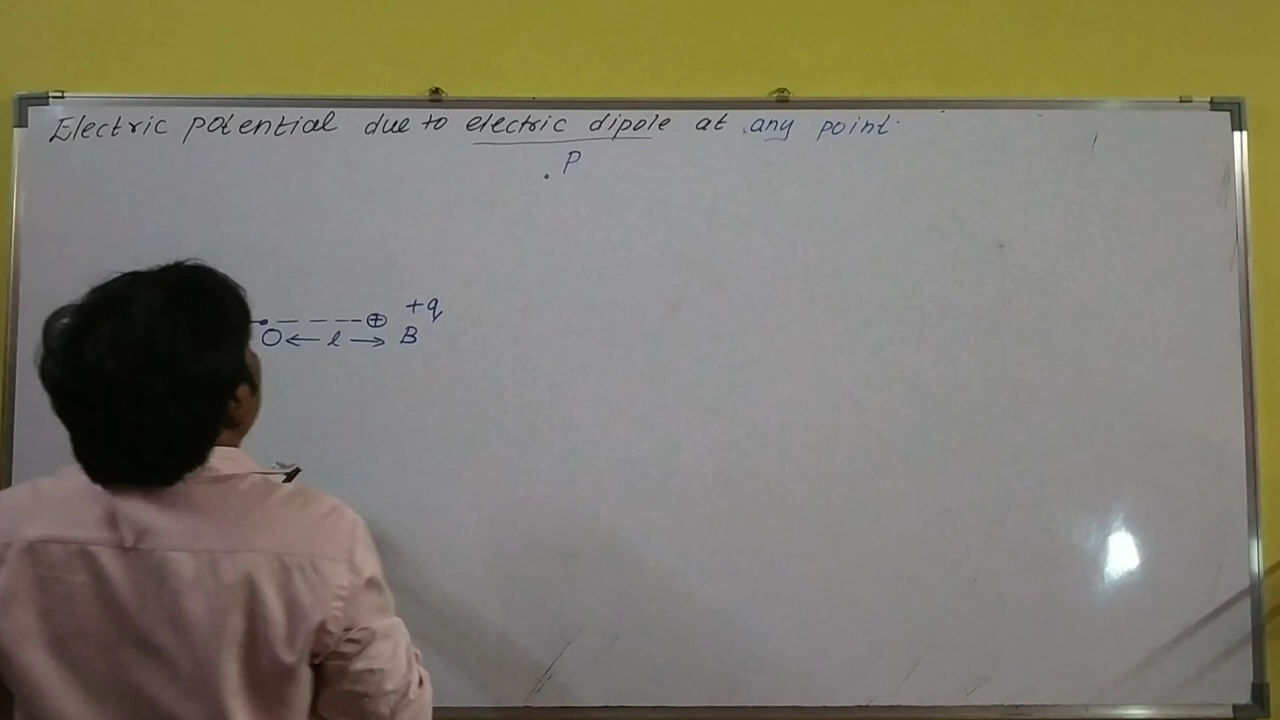 Electric potential due to electric dipole at any point.
. P
+q
O ← l → B